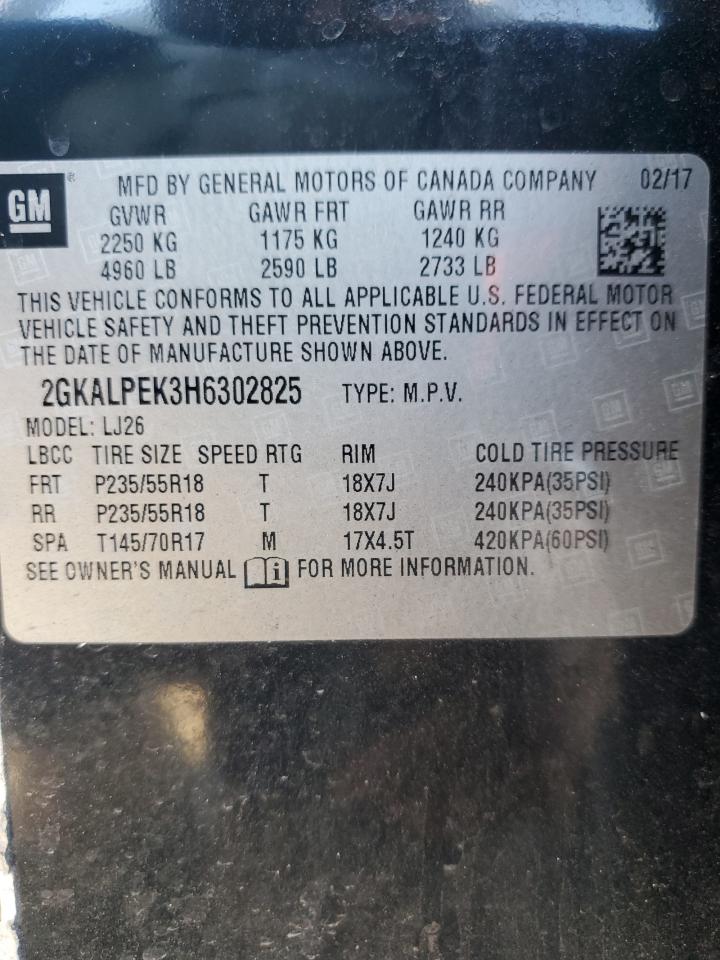 GM ® MFD BY GENERAL MOTORS OF CANADA COMPANY 02/17
GVWR GAWR FRT GAWR RR
2250 KG 1175 KG 1240 KG
4960 LB 2590 LB 2733 LB
THIS VEHICLE CONFORMS TO ALL APPLICABLE U.S. FEDERAL MOTOR
VEHICLE SAFETY AND THEFT PREVENTION STANDARDS IN EFFECT ON
THE DATE OF MANUFACTURE SHOWN ABOVE.
2GKALPEK3H6302825 TYPE: M.P.V.
MODEL: LJ26
LBCC TIRE SIZE SPEED RTG RIM COLD TIRE PRESSURE
FRT P235/55R18 T 18X7J 240KPA(35PSI)
RR P235/55R18 T 18X7J 240KPA(35PSI)
SPA T145/70R17 M 17X4.5T 420KPA(60PSI)
SEE OWNER'S MANUAL i FOR MORE INFORMATION.